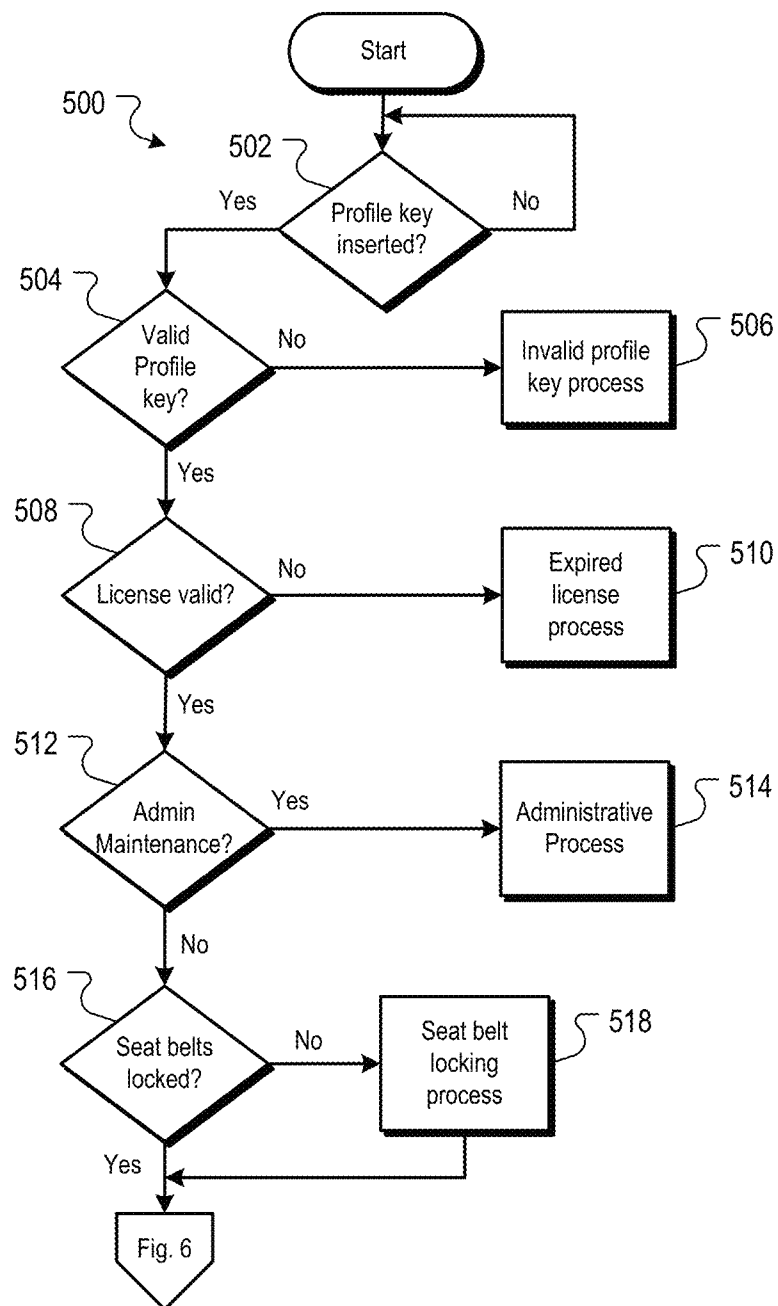 Start
500
502
Yes
Profile key
inserted?
No
504
Valid
Profile
key?
No
Invalid profile
key process
506
Yes
508
License valid?
No
Expired
license
process
510
Yes
512
Admin
Maintenance?
Yes
Administrative
Process
514
No
516
Seat belts
locked?
No
Seat belt
locking
process
518
Yes
Fig. 6